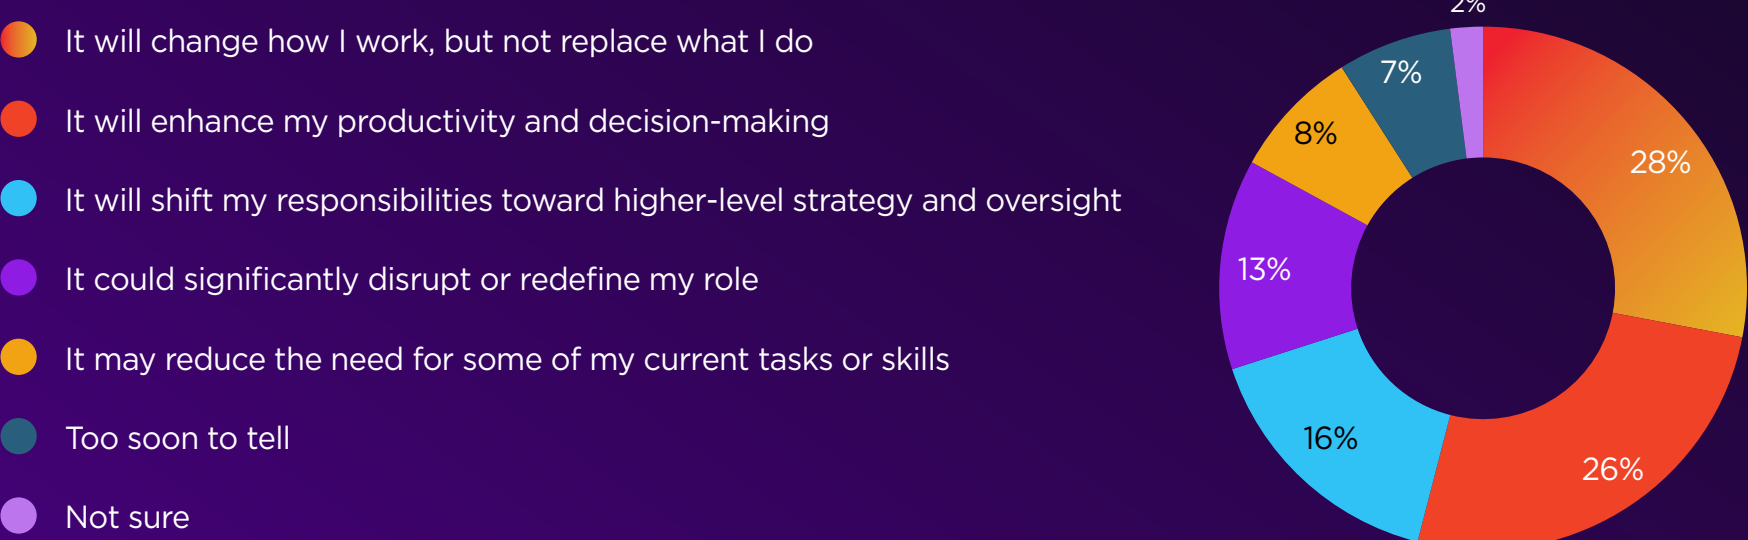 It will change how I work, but not replace what I do
It will enhance my productivity and decision-making
It will shift my responsibilities toward higher-level strategy and oversight
It could significantly disrupt or redefine my role
It may reduce the need for some of my current tasks or skills
Too soon to tell
Not sure
2%
7%
8%
28%
13%
16%
26%